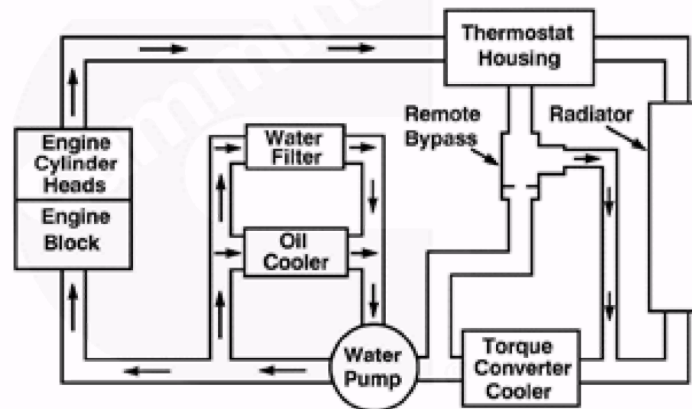 Thermostat
Housing
Remote
Bypass
Radiator
Engine
Cylinder
Heads
Engine
Block
Water
Filter
Oil
Cooler
Water
Pump
Torque
Converter
Cooler